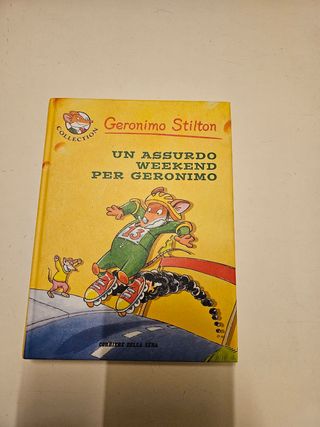 COLLECTION
Geronimo Stilton
UN ASSURDO
WEEKEND
PER GERONIMO
13
CORRIERE DELLA SERA